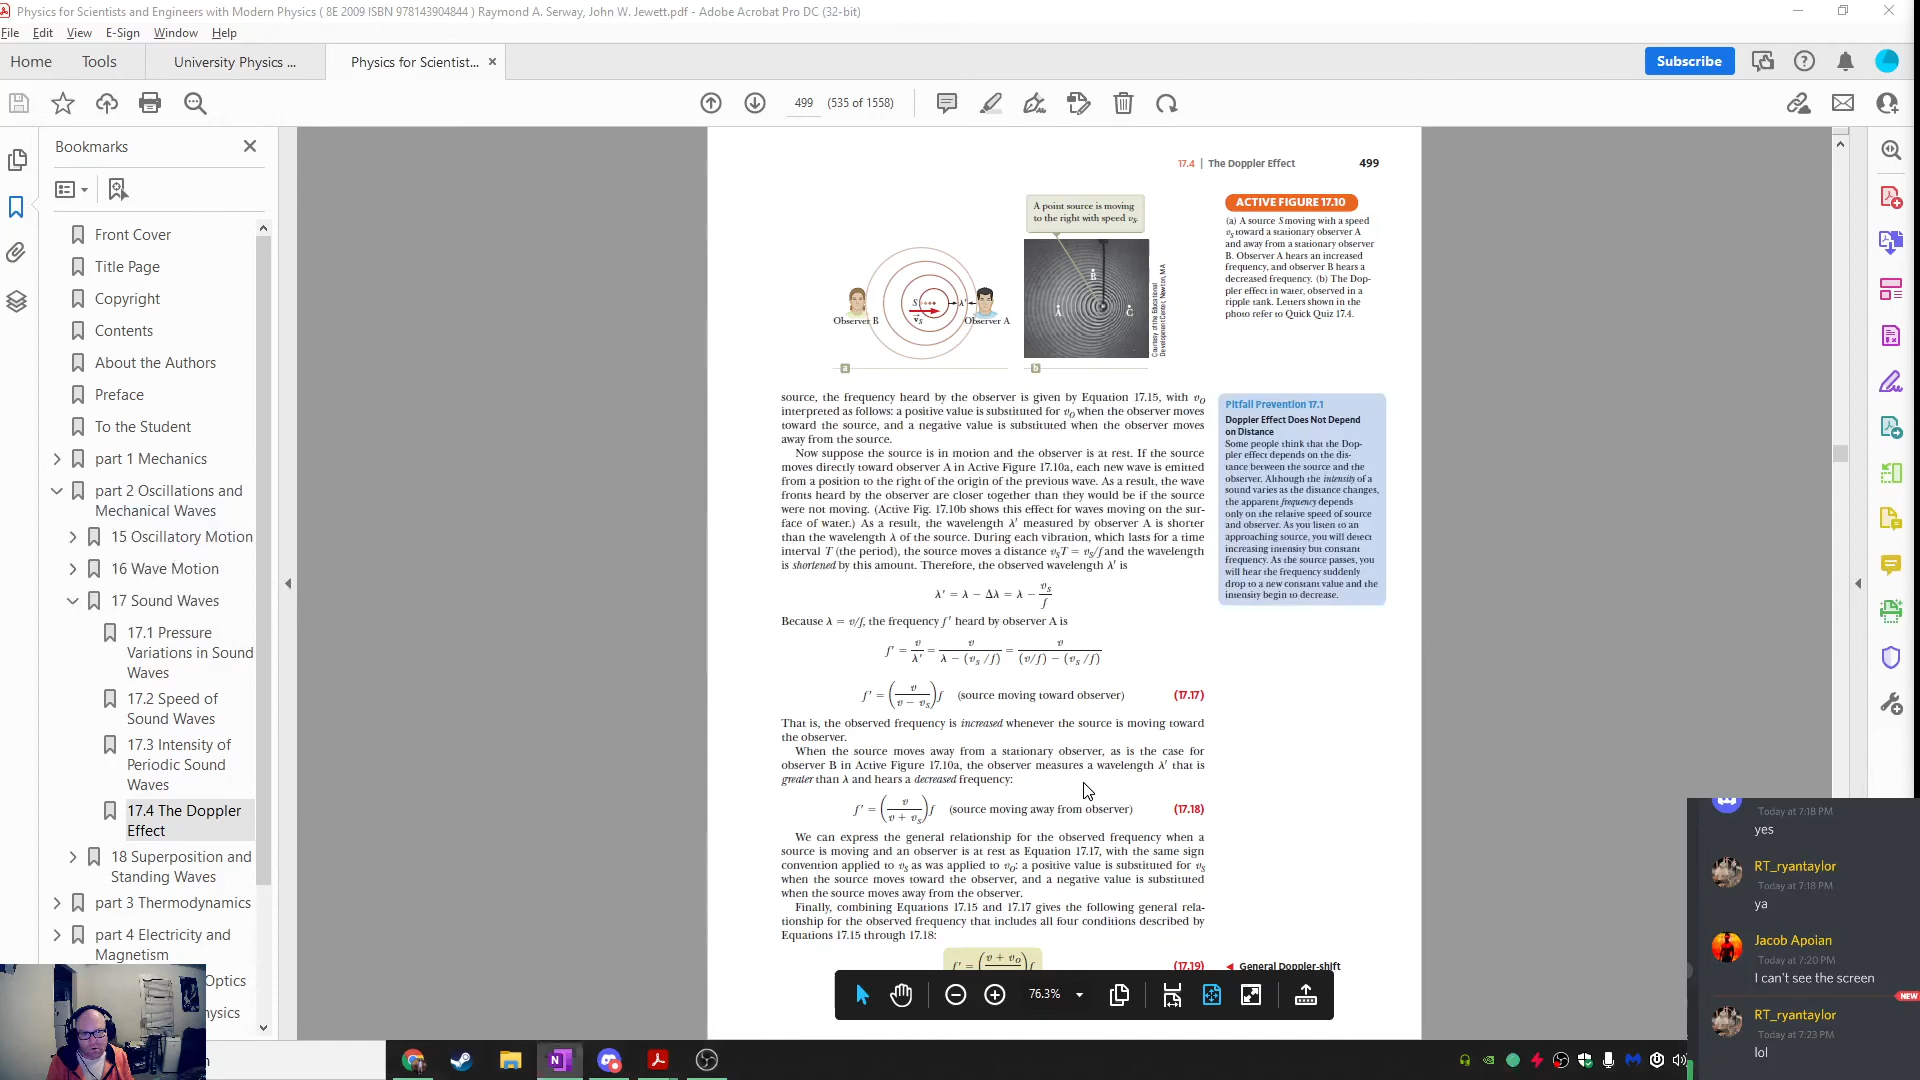 Physics for Scientists and Engineers with Modern Physics ( 8E 2009 ISBN 978143904844 ) Raymond A. Serway, John W. Jewett.pdf - Adobe Acrobat Pro DC (32-bit)
File Edit View E-Sign Window Help
Home Tools University Physics ... Physics for Scientist... Subscribe
499 (535 of 1558)
Bookmarks
Front Cover
Title Page
Copyright
Contents
About the Authors
Preface
To the Student
part 1 Mechanics
part 2 Oscillations and
Mechanical Waves
15 Oscillatory Motion
16 Wave Motion
17 Sound Waves
17.1 Pressure
Variations in Sound
Waves
17.2 Speed of
Sound Waves
17.3 Intensity of
Periodic Sound
Waves
17.4 The Doppler
Effect
18 Superposition and
Standing Waves
part 3 Thermodynamics
part 4 Electricity and
Magnetism
Optics
hysics
17.4 | The Doppler Effect 499
A point source is moving
to the right with speed vS.
S
λ'
vS
Observer B Observer A
B
A C
Courtesy of the Educational
Development Center, Newton, MA
a b
ACTIVE FIGURE 17.10
(a) A source S moving with a speed
vS toward a stationary observer A
and away from a stationary observer
B. Observer A hears an increased
frequency, and observer B hears a
decreased frequency. (b) The Dop-
pler effect in water, observed in a
ripple tank. Letters shown in the
photo refer to Quick Quiz 17.4.
source, the frequency heard by the observer is given by Equation 17.15, with vO
interpreted as follows: a positive value is substituted for vO when the observer moves
toward the source, and a negative value is substituted when the observer moves
away from the source.
Now suppose the source is in motion and the observer is at rest. If the source
moves directly toward observer A in Active Figure 17.10a, each new wave is emitted
from a position to the right of the origin of the previous wave. As a result, the wave
fronts heard by the observer are closer together than they would be if the source
were not moving. (Active Fig. 17.10b shows this effect for waves moving on the sur-
face of water.) As a result, the wavelength λ' measured by observer A is shorter
than the wavelength λ of the source. During each vibration, which lasts for a time
interval T (the period), the source moves a distance vST = vS/f and the wavelength
is shortened by this amount. Therefore, the observed wavelength λ' is
λ' = λ − Δλ = λ − vS/f
Because λ = v/f, the frequency f' heard by observer A is
f' = v/λ' = v/(λ − (vS/f)) = v/((v/f) − (vS/f))
f' = (v/(v − vS))f (source moving toward observer) (17.17)
That is, the observed frequency is increased whenever the source is moving toward
the observer.
When the source moves away from a stationary observer, as is the case for
observer B in Active Figure 17.10a, the observer measures a wavelength λ' that is
greater than λ and hears a decreased frequency:
f' = (v/(v + vS))f (source moving away from observer) (17.18)
We can express the general relationship for the observed frequency when a
source is moving and an observer is at rest as Equation 17.17, with the same sign
convention applied to vS as was applied to vO: a positive value is substituted for vS
when the source moves toward the observer, and a negative value is substituted
when the source moves away from the observer.
Finally, combining Equations 17.15 and 17.17 gives the following general rela-
tionship for the observed frequency that includes all four conditions described by
Equations 17.15 through 17.18:
f' = (v + vO)f (17.19) ◀ General Doppler-shift
Pitfall Prevention 17.1
Doppler Effect Does Not Depend
on Distance
Some people think that the Dop-
pler effect depends on the dis-
tance between the source and the
observer. Although the intensity of a
sound varies as the distance changes,
the apparent frequency depends
only on the relative speed of source
and observer. As you listen to an
approaching source, you will detect
increasing intensity but constant
frequency. As the source passes, you
will hear the frequency suddenly
drop to a new constant value and the
intensity begin to decrease.
76.3%
Today at 7:18 PM
yes
RT_ryantaylor
Today at 7:18 PM
ya
Jacob Apoian
Today at 7:20 PM
I can't see the screen
NEW
RT_ryantaylor
Today at 7:23 PM
lol